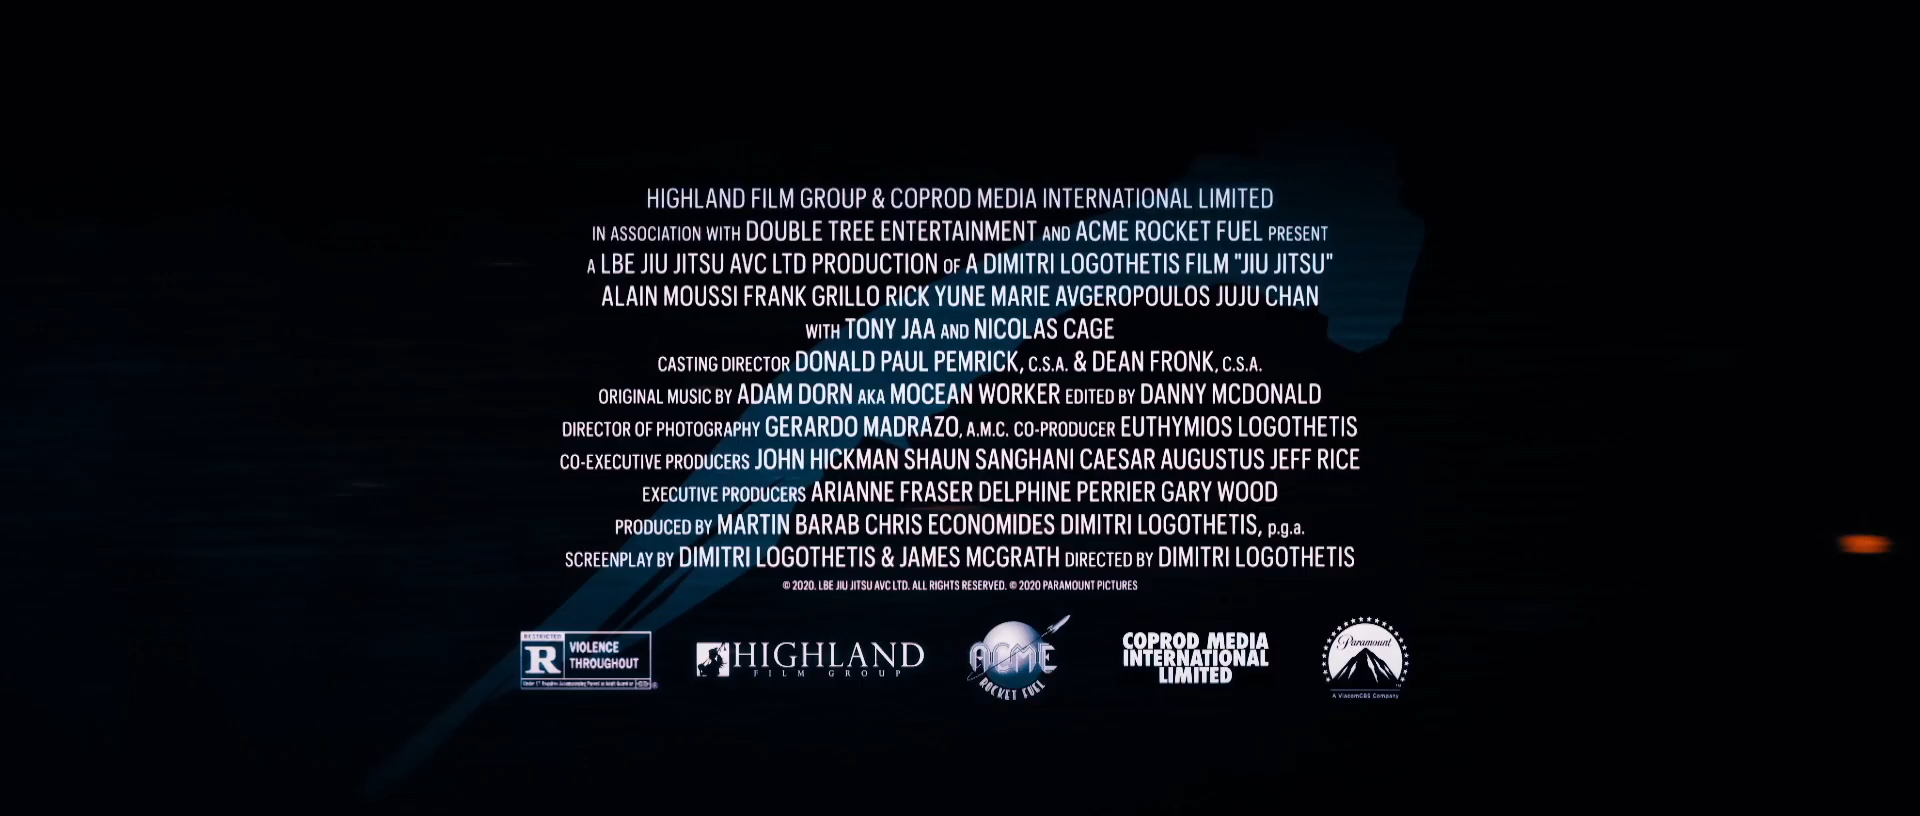 HIGHLAND FILM GROUP & COPROD MEDIA INTERNATIONAL LIMITED
IN ASSOCIATION WITH DOUBLE TREE ENTERTAINMENT AND ACME ROCKET FUEL PRESENT
A LBE JIU JITSU AVC LTD PRODUCTION OF A DIMITRI LOGOTHETIS FILM "JIU JITSU"
ALAIN MOUSSI FRANK GRILLO RICK YUNE MARIE AVGEROPOULOS JUJU CHAN
WITH TONY JAA AND NICOLAS CAGE
CASTING DIRECTOR DONALD PAUL PEMRICK, C.S.A. & DEAN FRONK, C.S.A.
ORIGINAL MUSIC BY ADAM DORN AKA MOCEAN WORKER EDITED BY DANNY MCDONALD
DIRECTOR OF PHOTOGRAPHY GERARDO MADRAZO, A.M.C. CO-PRODUCER EUTHYMIOS LOGOTHETIS
CO-EXECUTIVE PRODUCERS JOHN HICKMAN SHAUN SANGHANI CAESAR AUGUSTUS JEFF RICE
EXECUTIVE PRODUCERS ARIANNE FRASER DELPHINE PERRIER GARY WOOD
PRODUCED BY MARTIN BARAB CHRIS ECONOMIDES DIMITRI LOGOTHETIS, p.g.a.
SCREENPLAY BY DIMITRI LOGOTHETIS & JAMES MCGRATH DIRECTED BY DIMITRI LOGOTHETIS
© 2020. LBE JIU JITSU AVC LTD. ALL RIGHTS RESERVED. © 2020 PARAMOUNT PICTURES
RESTRICTED
R
VIOLENCE
THROUGHOUT
HIGHLAND
FILM GROUP
ACME
ROCKET FUEL
COPROD MEDIA
INTERNATIONAL
LIMITED
Paramount
A ViacomCBS Company